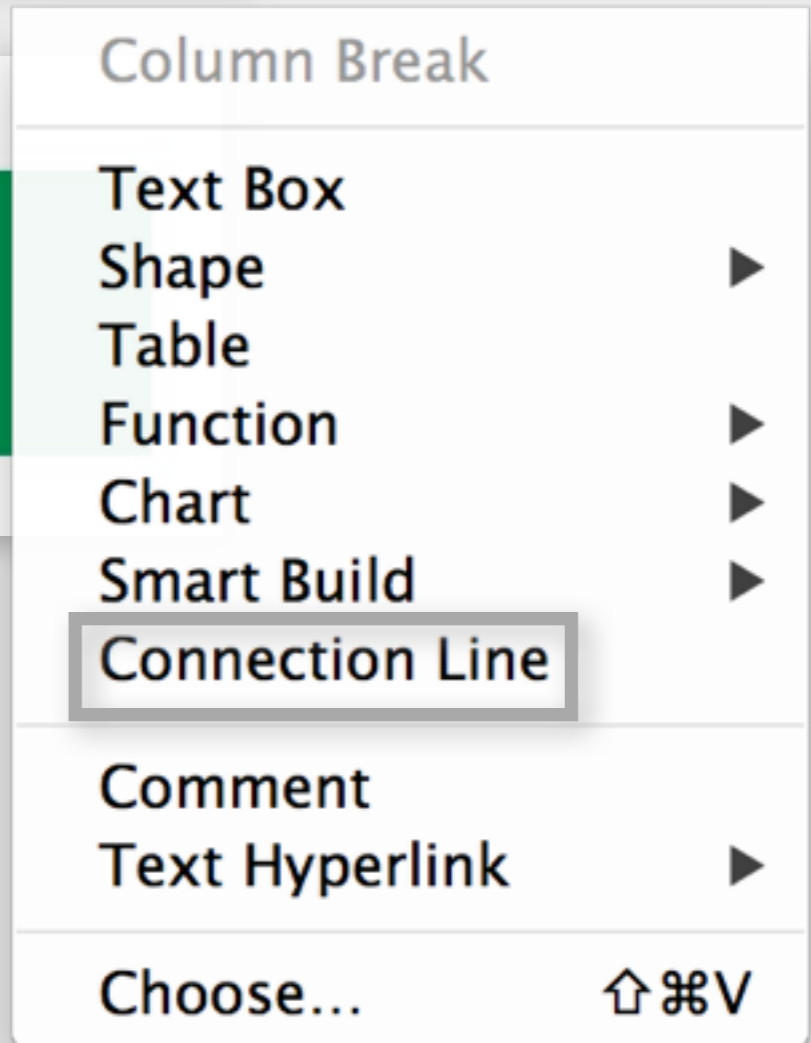 Column Break
Text Box
Shape
Table
Function
Chart
Smart Build
Connection Line
Comment
Text Hyperlink
Choose... ⇧⌘V